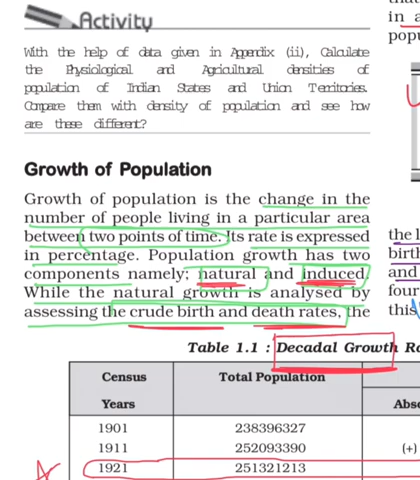 Activity
in a
popu
With the help of data given in Appendix (ii), Calculate
the Physiological and Agricultural densities of
population of Indian States and Union Territories.
Compare them with density of population and see how
are these different?
Growth of Population
Growth of population is the change in the
number of people living in a particular area
between two points of time. Its rate is expressed
in percentage. Population growth has two
components namely; natural and induced.
While the natural growth is analysed by
assessing the crude birth and death rates, the
the l
birth
and
four
this
Table 1.1 : Decadal Growth Ra
Census
Years
Total Population
Abso
1901 238396327
1911 252093390 (+)
1921 251321213